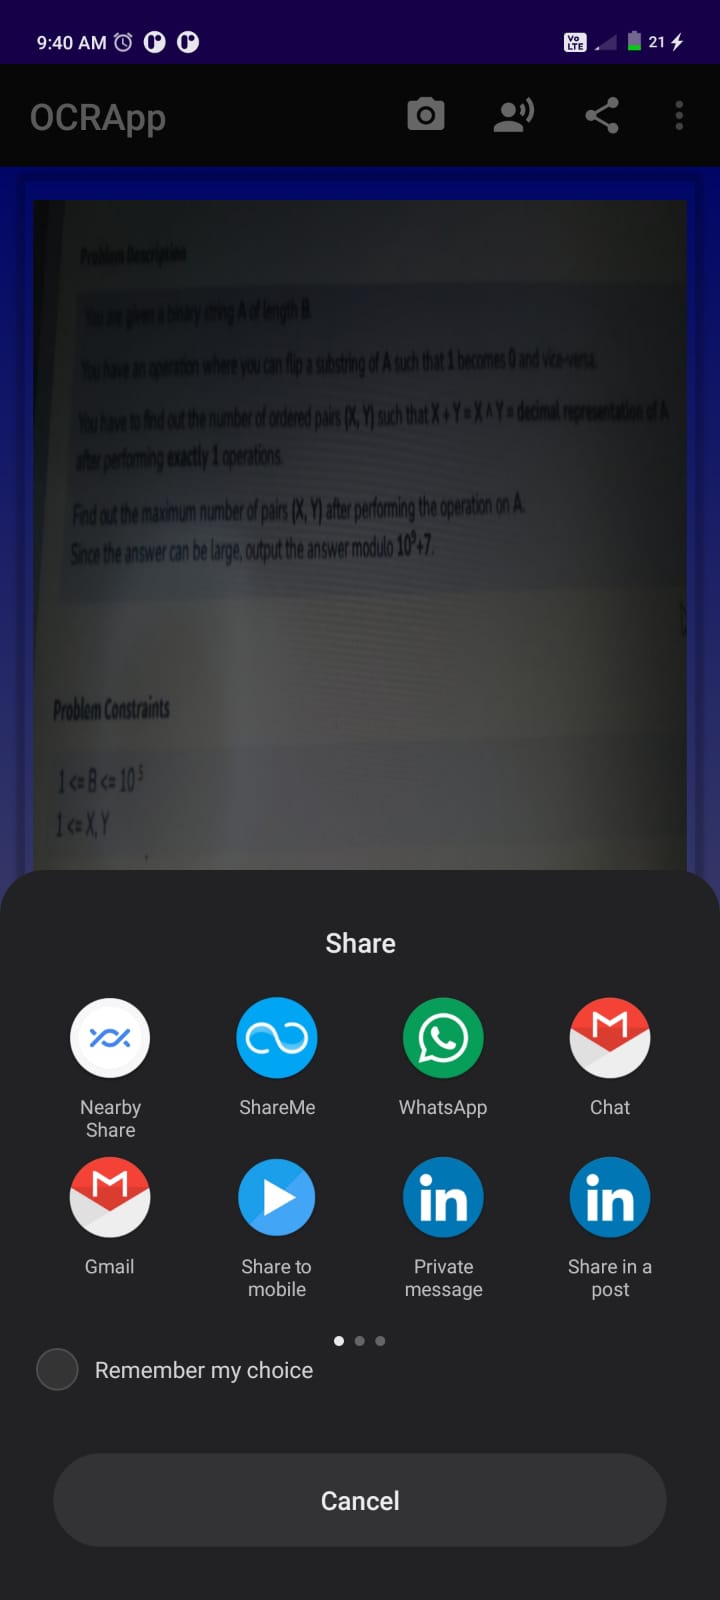 9:40 AM
Vo
LTE
21
OCRApp
Problem Description
You are given a binary string A of length B.
You have an operation where you can flip a substring of A such that 1 becomes 0 and vice-versa.
You have to find out the number of ordered pairs (X, Y) such that X + Y = X ^ Y = decimal representation of A
after performing exactly 1 operations.
Find out the maximum number of pairs (X, Y) after performing the operation on A.
Since the answer can be large, output the answer modulo 10⁹+7.
Problem Constraints
1 <= B <= 10⁵
1 <= X, Y
Share
Nearby
Share
ShareMe
WhatsApp
Chat
Gmail
Share to
mobile
Private
message
Share in a
post
Remember my choice
Cancel